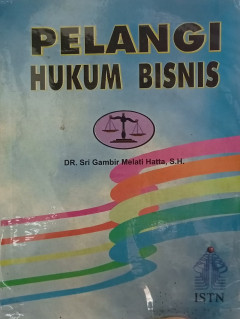 PELANGI
HUKUM BISNIS
DR. Sri Gambir Melati Hatta, S.H.
ISTN